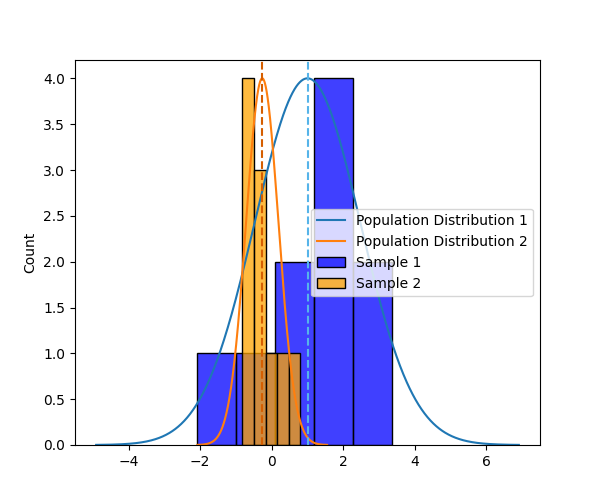 4.0
3.5
3.0
2.5
2.0
1.5
1.0
0.5
0.0
Count
Population Distribution 1
Population Distribution 2
Sample 1
Sample 2
−4 −2 0 2 4 6